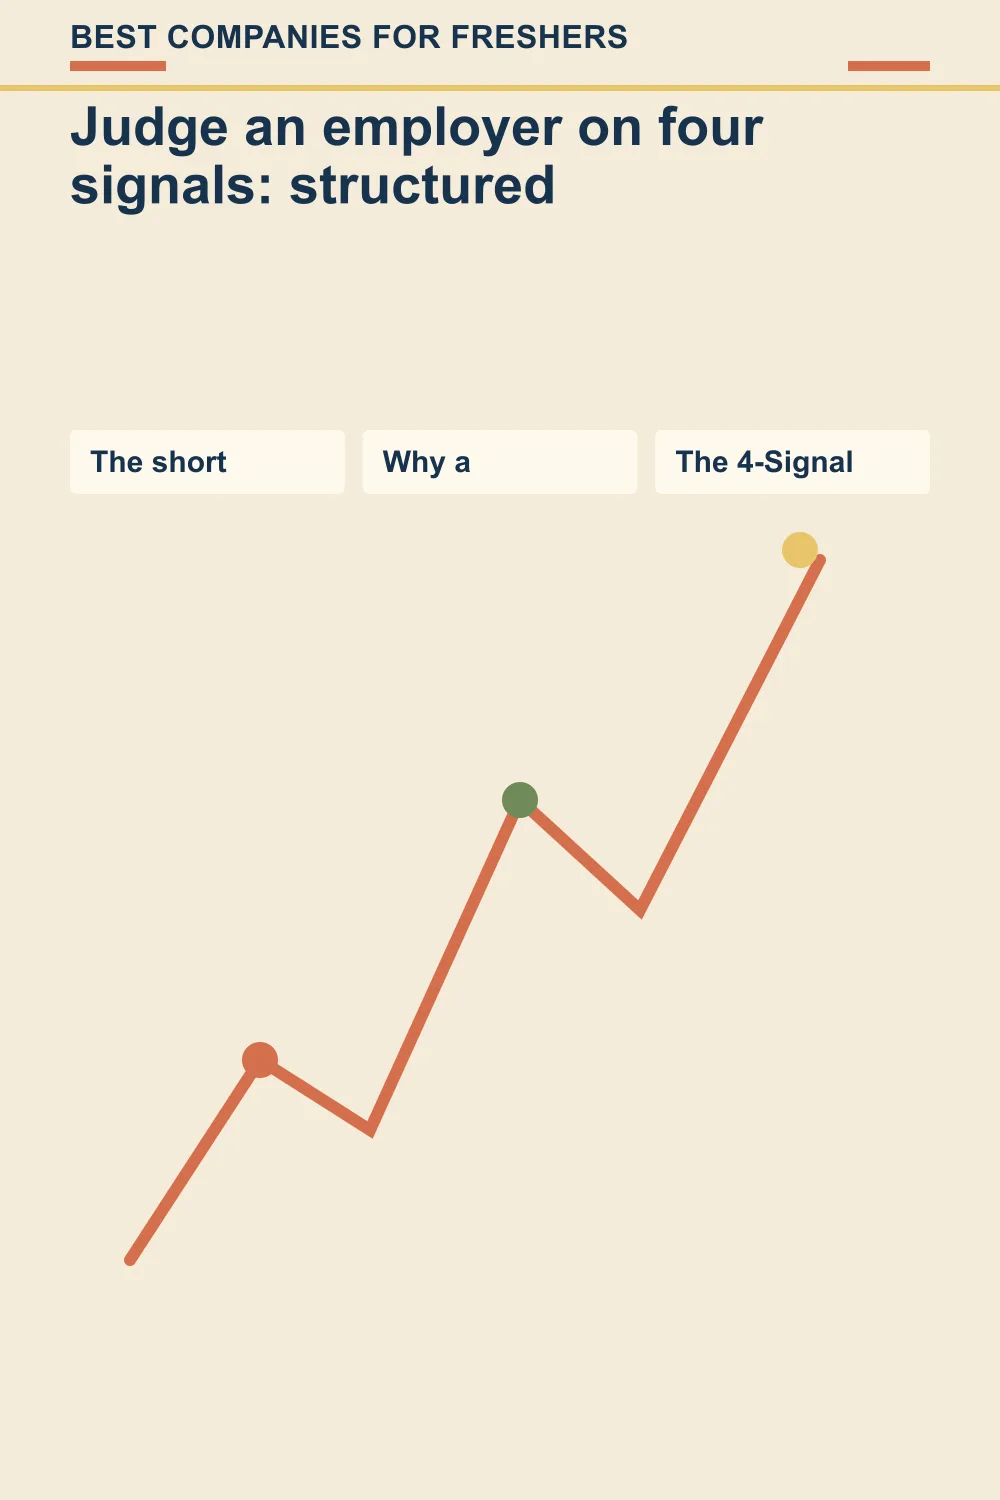 BEST COMPANIES FOR FRESHERS
Judge an employer on four
signals: structured
The short
Why a
The 4-Signal